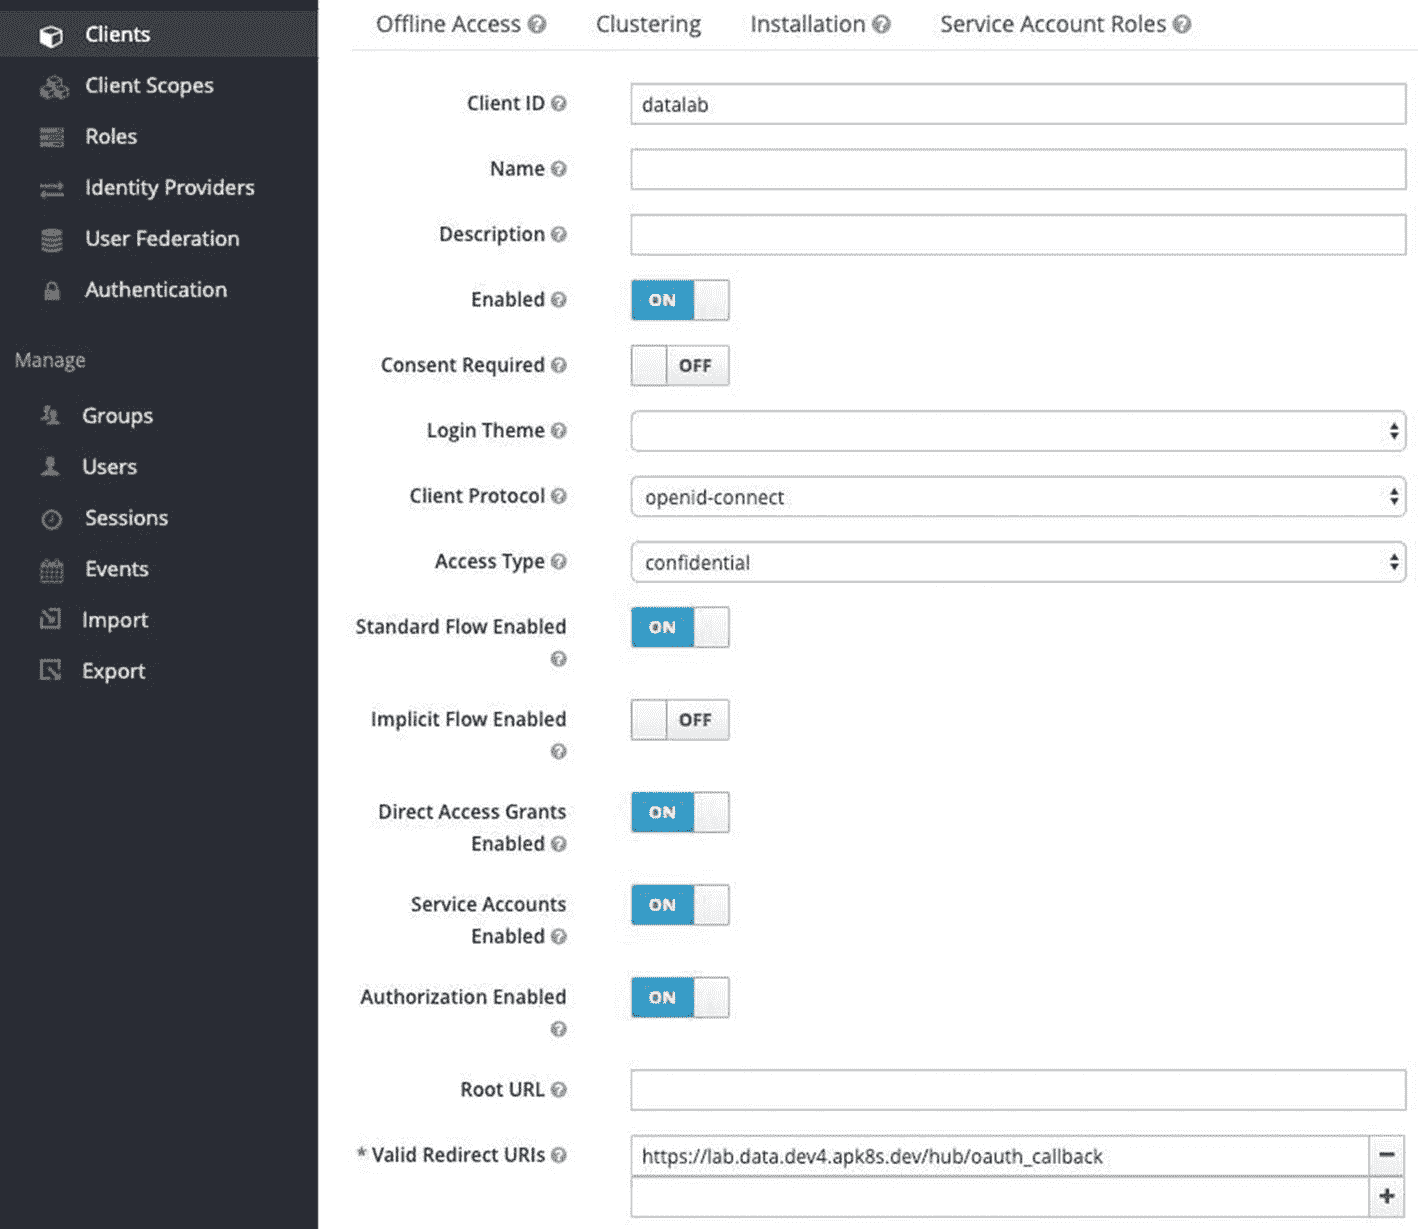 Clients
Client Scopes
Roles
Identity Providers
User Federation
Authentication
Manage
Groups
Users
Sessions
Events
Import
Export
Offline Access Clustering Installation Service Account Roles
Client ID datalab
Name
Description
Enabled ON
Consent Required OFF
Login Theme
Client Protocol openid-connect
Access Type confidential
Standard Flow Enabled ON
Implicit Flow Enabled OFF
Direct Access Grants ON
Enabled
Service Accounts ON
Enabled
Authorization Enabled ON
Root URL
* Valid Redirect URIs https://lab.data.dev4.apk8s.dev/hub/oauth_callback